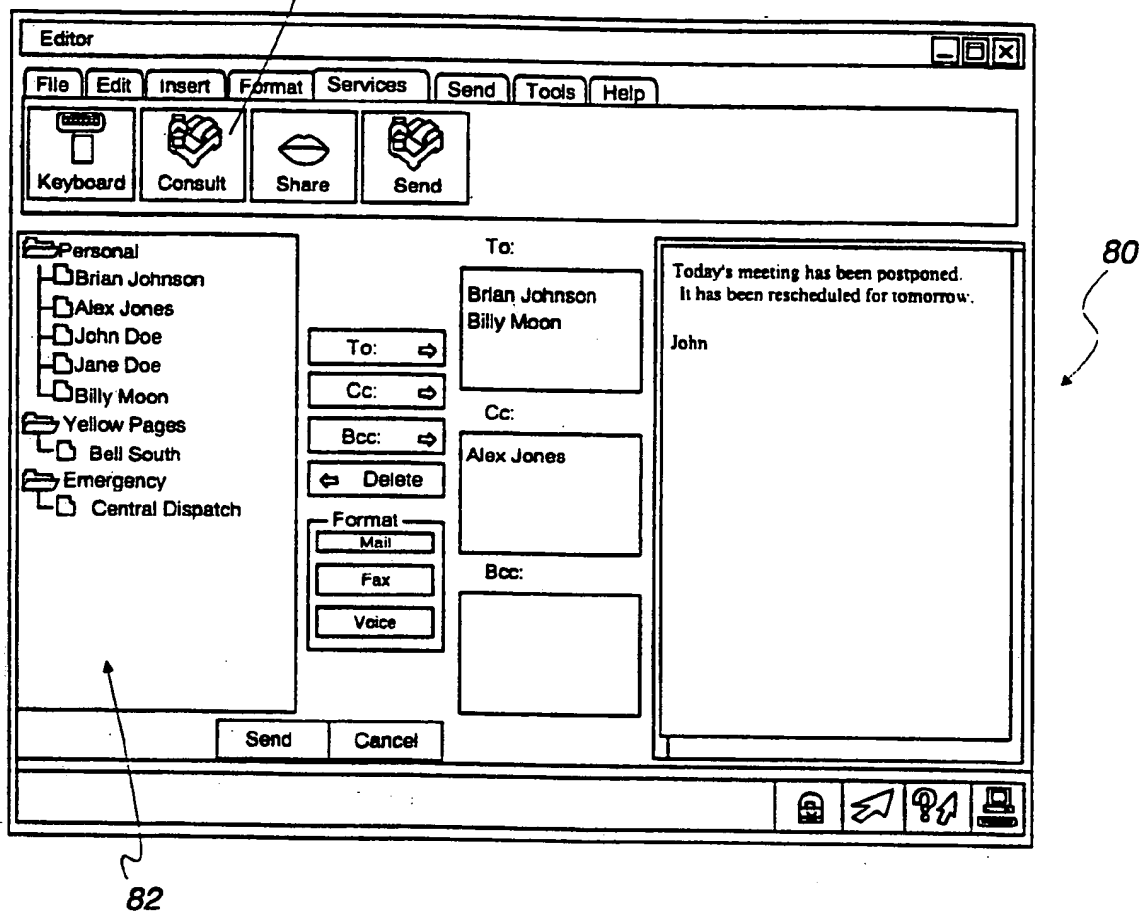 Editor
File Edit Insert Format Services Send Tools Help
Keyboard Consult Share Send
Personal
Brian Johnson
Alex Jones
John Doe
Jane Doe
Billy Moon
Yellow Pages
Bell South
Emergency
Central Dispatch
To:
Cc:
Bcc:
Delete
Format
Mail
Fax
Voice
Send Cancel
To:
Brian Johnson
Billy Moon
Cc:
Alex Jones
Bcc:
Today's meeting has been postponed.
It has been rescheduled for tomorrow.
John
80
82